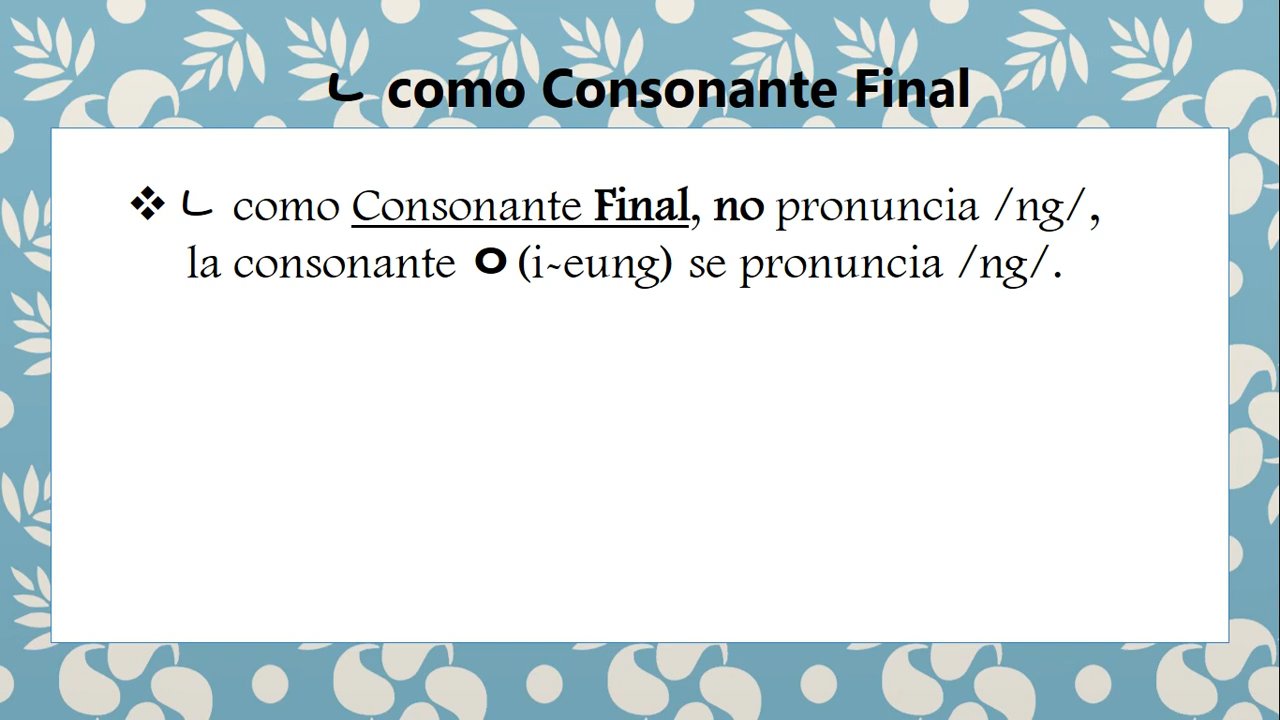 ㄴ como Consonante Final
❖ ㄴ como Consonante Final, no pronuncia /ng/,
la consonante ㅇ (i-eung) se pronuncia /ng/.